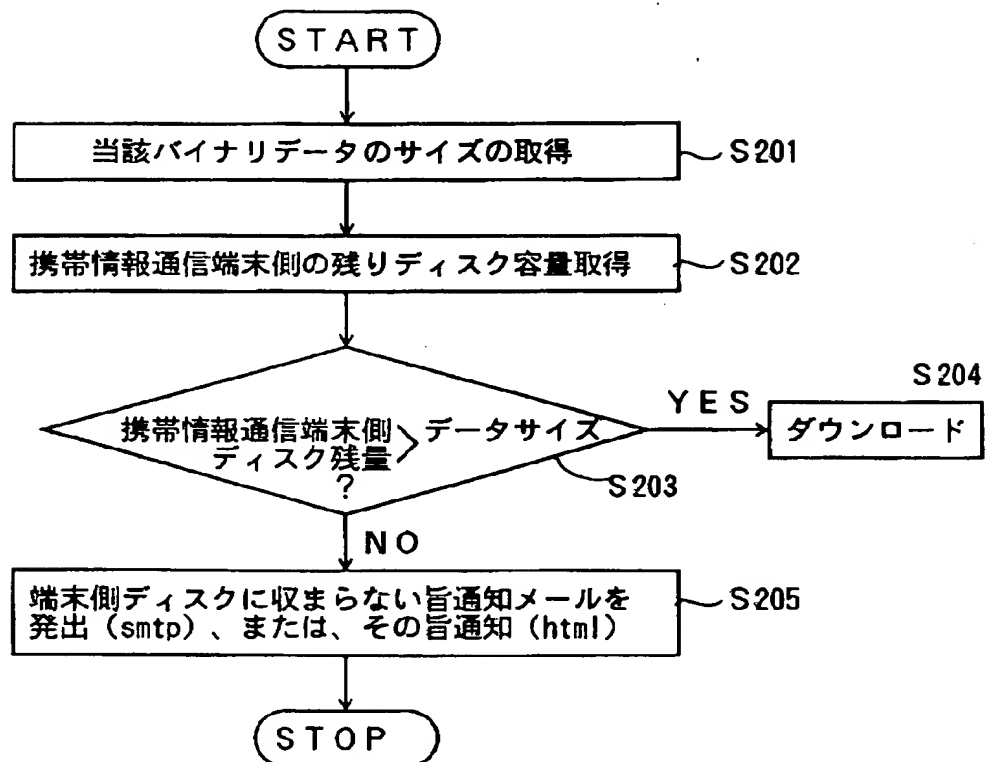 START
当該バイナリデータのサイズの取得
S201
携帯情報通信端末側の残りディスク容量取得
S202
携帯情報通信端末側
ディスク残量
>データサイズ
?
S203
YES
S204
ダウンロード
NO
端末側ディスクに収まらない旨通知メールを
発出（smtp）、または、その旨通知（html）
S205
STOP